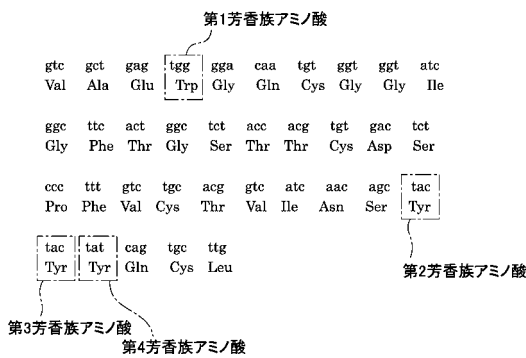 第1芳香族アミノ酸
gtc gct gag tgg gga caa tgt ggt ggt atc
Val Ala Glu Trp Gly Gln Cys Gly Gly Ile
ggc ttc act ggc tct acc acg tgt gac tct
Gly Phe Thr Gly Ser Thr Thr Cys Asp Ser
ccc ttt gtc tgc acg gtc atc aac agc tac
Pro Phe Val Cys Thr Val Ile Asn Ser Tyr
tac tat cag tgc ttg
Tyr Tyr Gln Cys Leu
第2芳香族アミノ酸
第3芳香族アミノ酸
第4芳香族アミノ酸